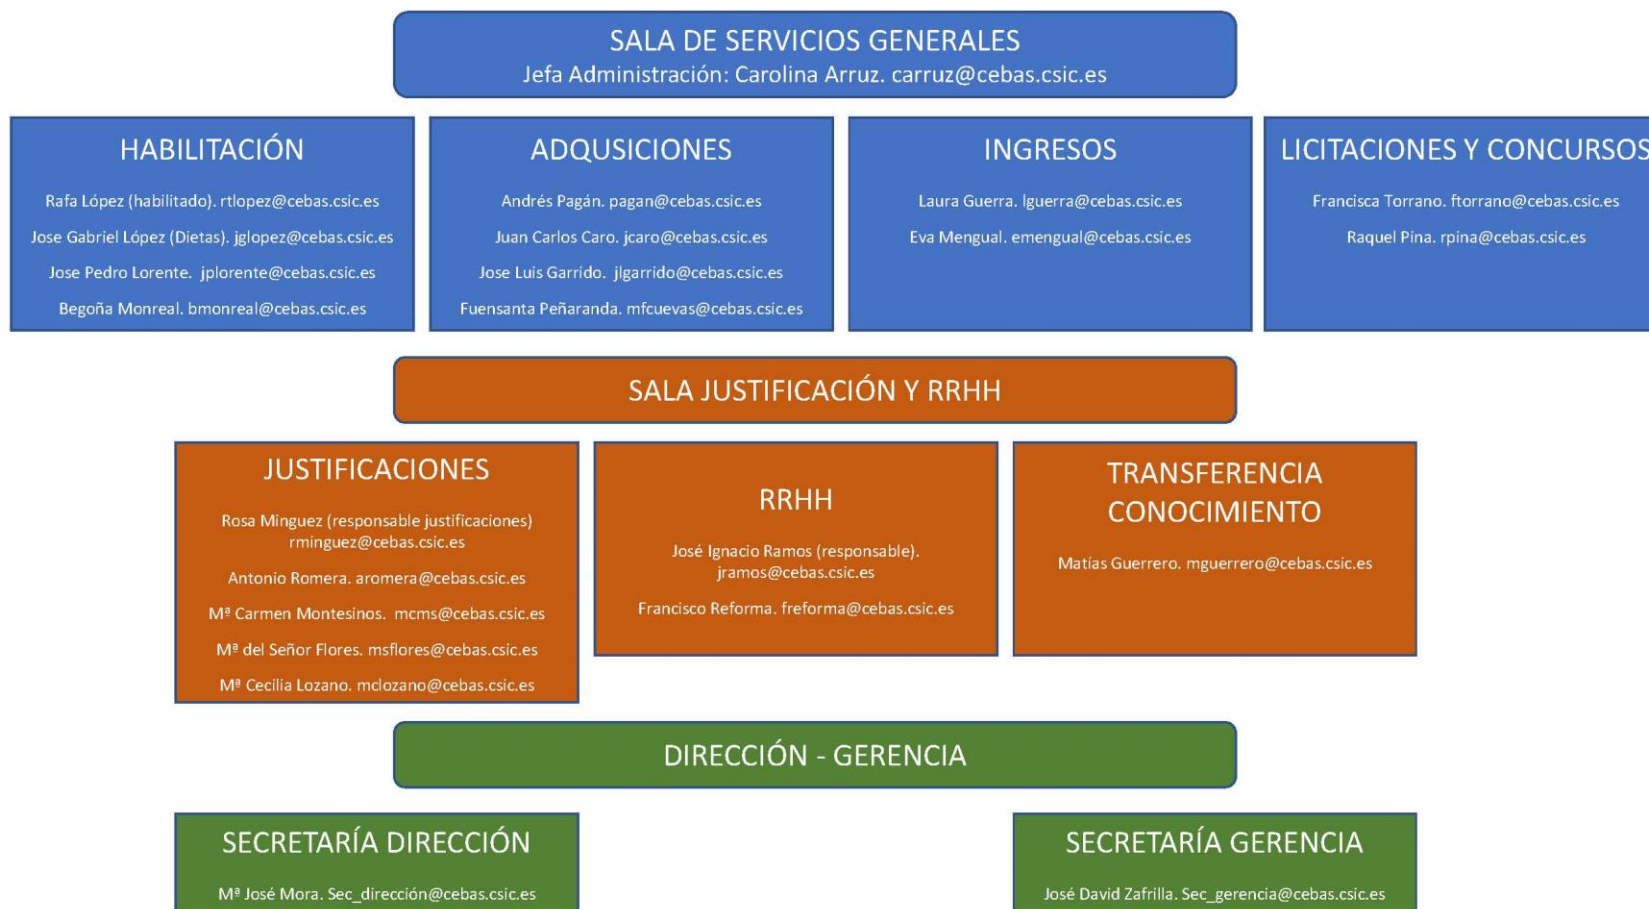 SALA DE SERVICIOS GENERALES
Jefa Administración: Carolina Arruz. carruz@cebas.csic.es
HABILITACIÓN
Rafa López (habilitado). rtlopez@cebas.csic.es
Jose Gabriel López (Dietas). jglopez@cebas.csic.es
Jose Pedro Lorente. jplorente@cebas.csic.es
Begoña Monreal. bmonreal@cebas.csic.es
ADQUSICIONES
Andrés Pagán. pagan@cebas.csic.es
Juan Carlos Caro. jcaro@cebas.csic.es
Jose Luis Garrido. jlgarrido@cebas.csic.es
Fuensanta Peñaranda. mfcuevas@cebas.csic.es
INGRESOS
Laura Guerra. lguerra@cebas.csic.es
Eva Mengual. emengual@cebas.csic.es
LICITACIONES Y CONCURSOS
Francisca Torrano. ftorrano@cebas.csic.es
Raquel Pina. rpina@cebas.csic.es
SALA JUSTIFICACIÓN Y RRHH
JUSTIFICACIONES
Rosa Minguez (responsable justificaciones)
rminguez@cebas.csic.es
Antonio Romera. aromera@cebas.csic.es
Mª Carmen Montesinos. mcms@cebas.csic.es
Mª del Señor Flores. msflores@cebas.csic.es
Mª Cecilia Lozano. mclozano@cebas.csic.es
RRHH
José Ignacio Ramos (responsable).
jramos@cebas.csic.es
Francisco Reforma. freforma@cebas.csic.es
TRANSFERENCIA
CONOCIMIENTO
Matías Guerrero. mguerrero@cebas.csic.es
DIRECCIÓN - GERENCIA
SECRETARÍA DIRECCIÓN
Mª José Mora. Sec_dirección@cebas.csic.es
SECRETARÍA GERENCIA
José David Zafrilla. Sec_gerencia@cebas.csic.es